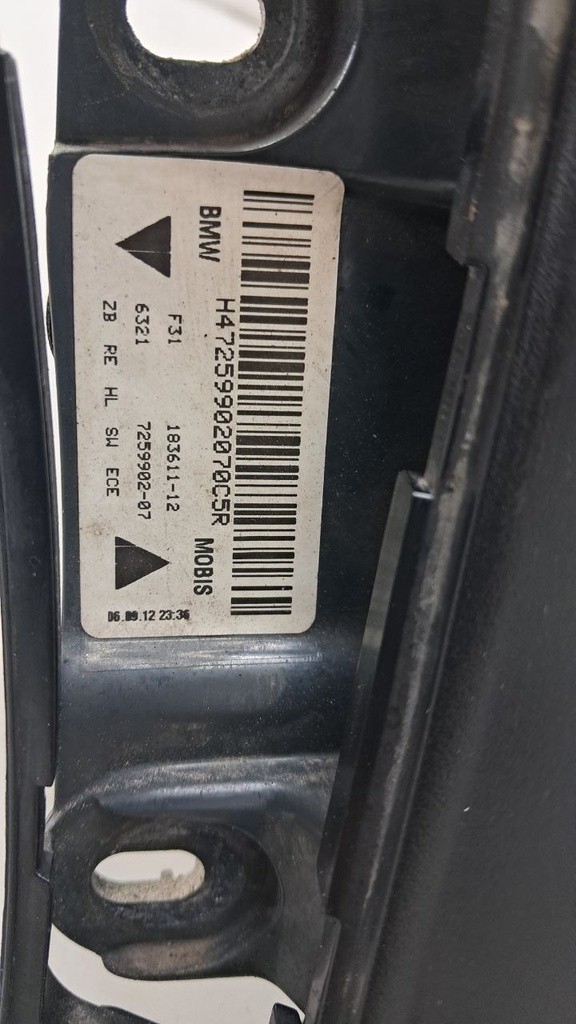 BMW
H47259902070C5R
MOBIS
F31 183611-12
6321 7259902-07
ZB RE HL SW ECE
06.09.12 23:36